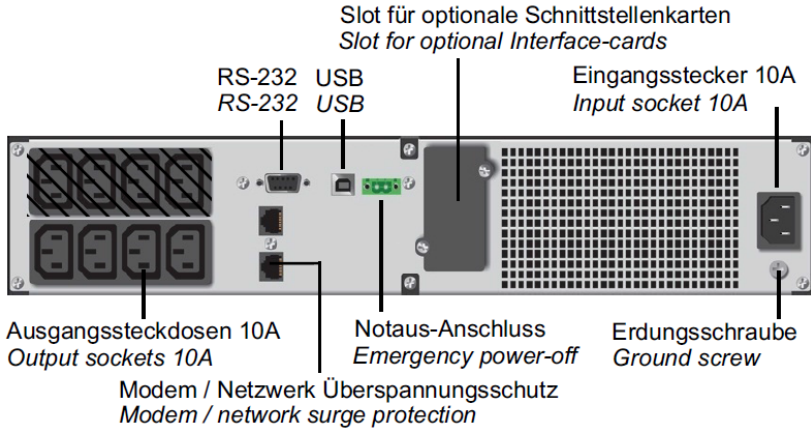 Slot für optionale Schnittstellenkarten
Slot for optional Interface-cards
RS-232 USB
RS-232 USB
Eingangsstecker 10A
Input socket 10A
Ausgangssteckdosen 10A
Output sockets 10A
Notaus-Anschluss
Emergency power-off
Erdungsschraube
Ground screw
Modem / Netzwerk Überspannungsschutz
Modem / network surge protection